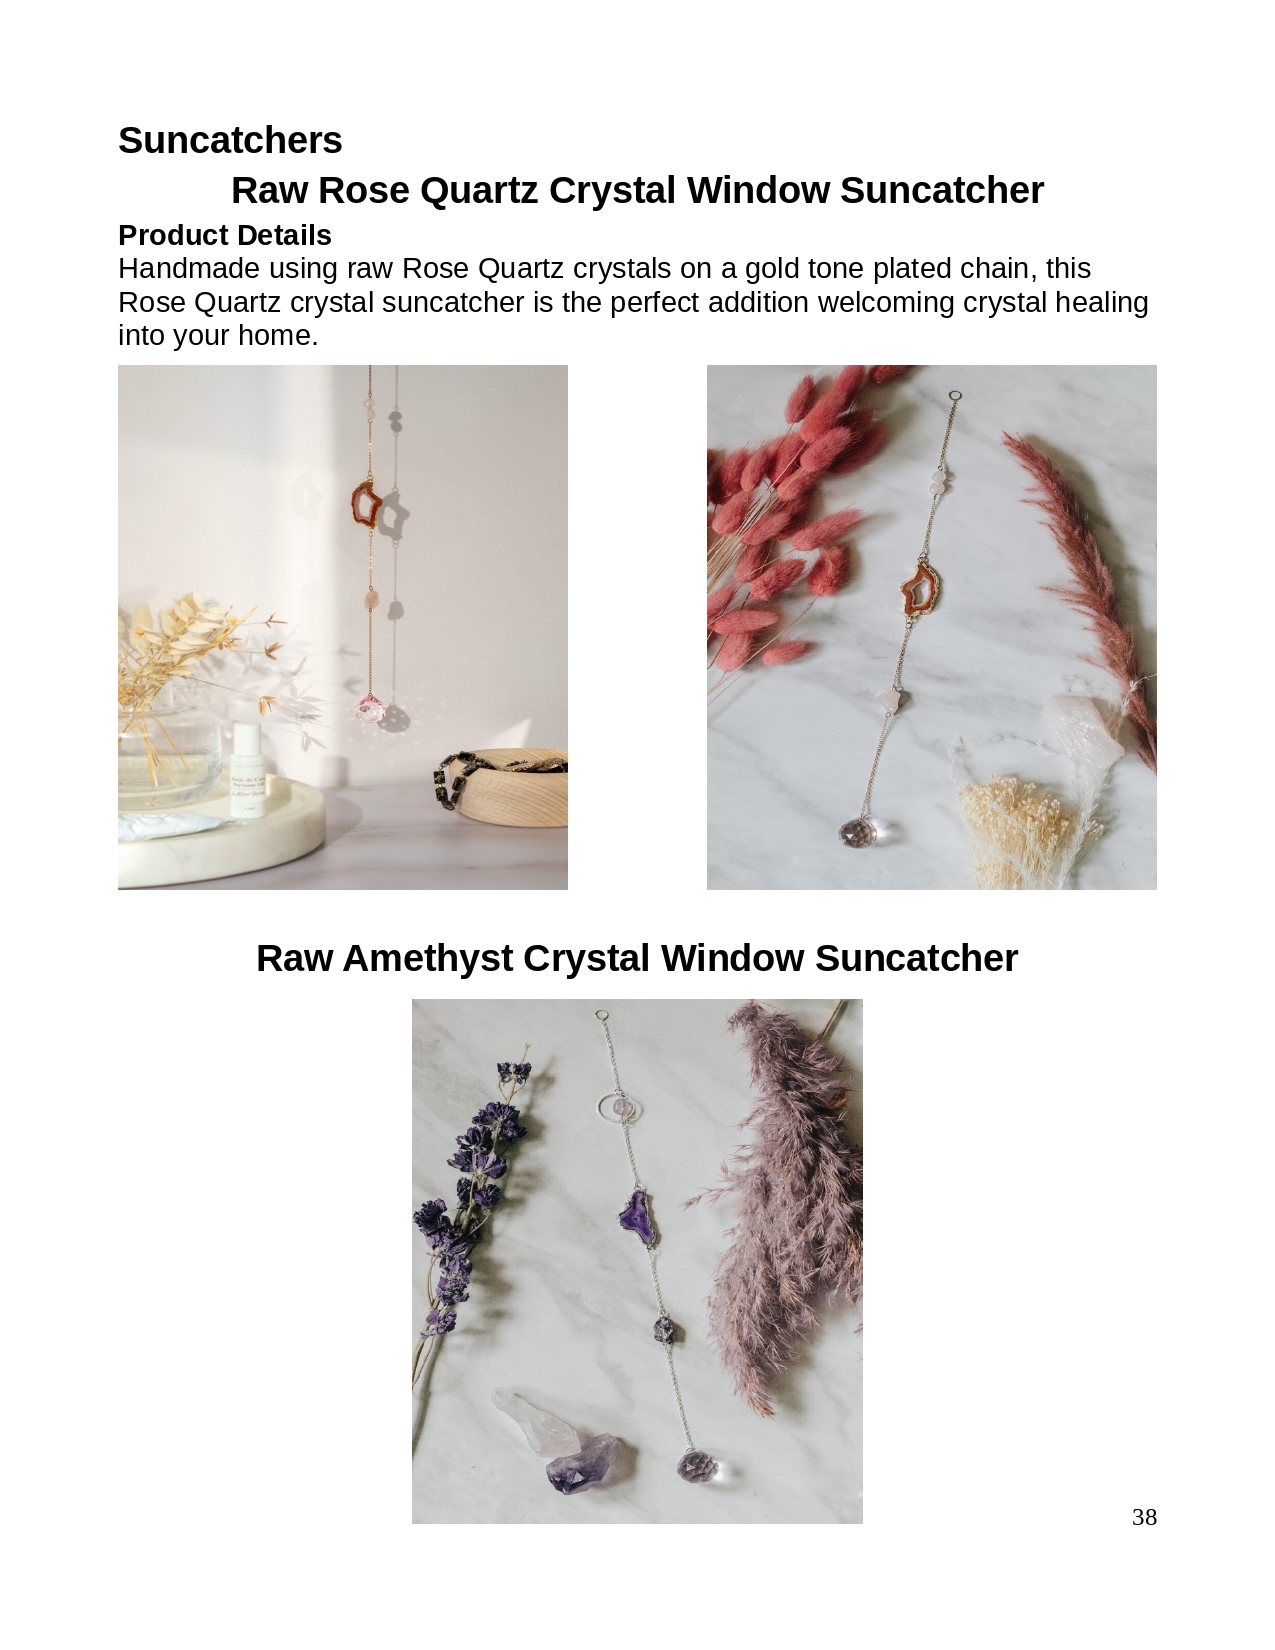 Suncatchers
Raw Rose Quartz Crystal Window Suncatcher
Product Details
Handmade using raw Rose Quartz crystals on a gold tone plated chain, this
Rose Quartz crystal suncatcher is the perfect addition welcoming crystal healing
into your home.
Raw Amethyst Crystal Window Suncatcher
38